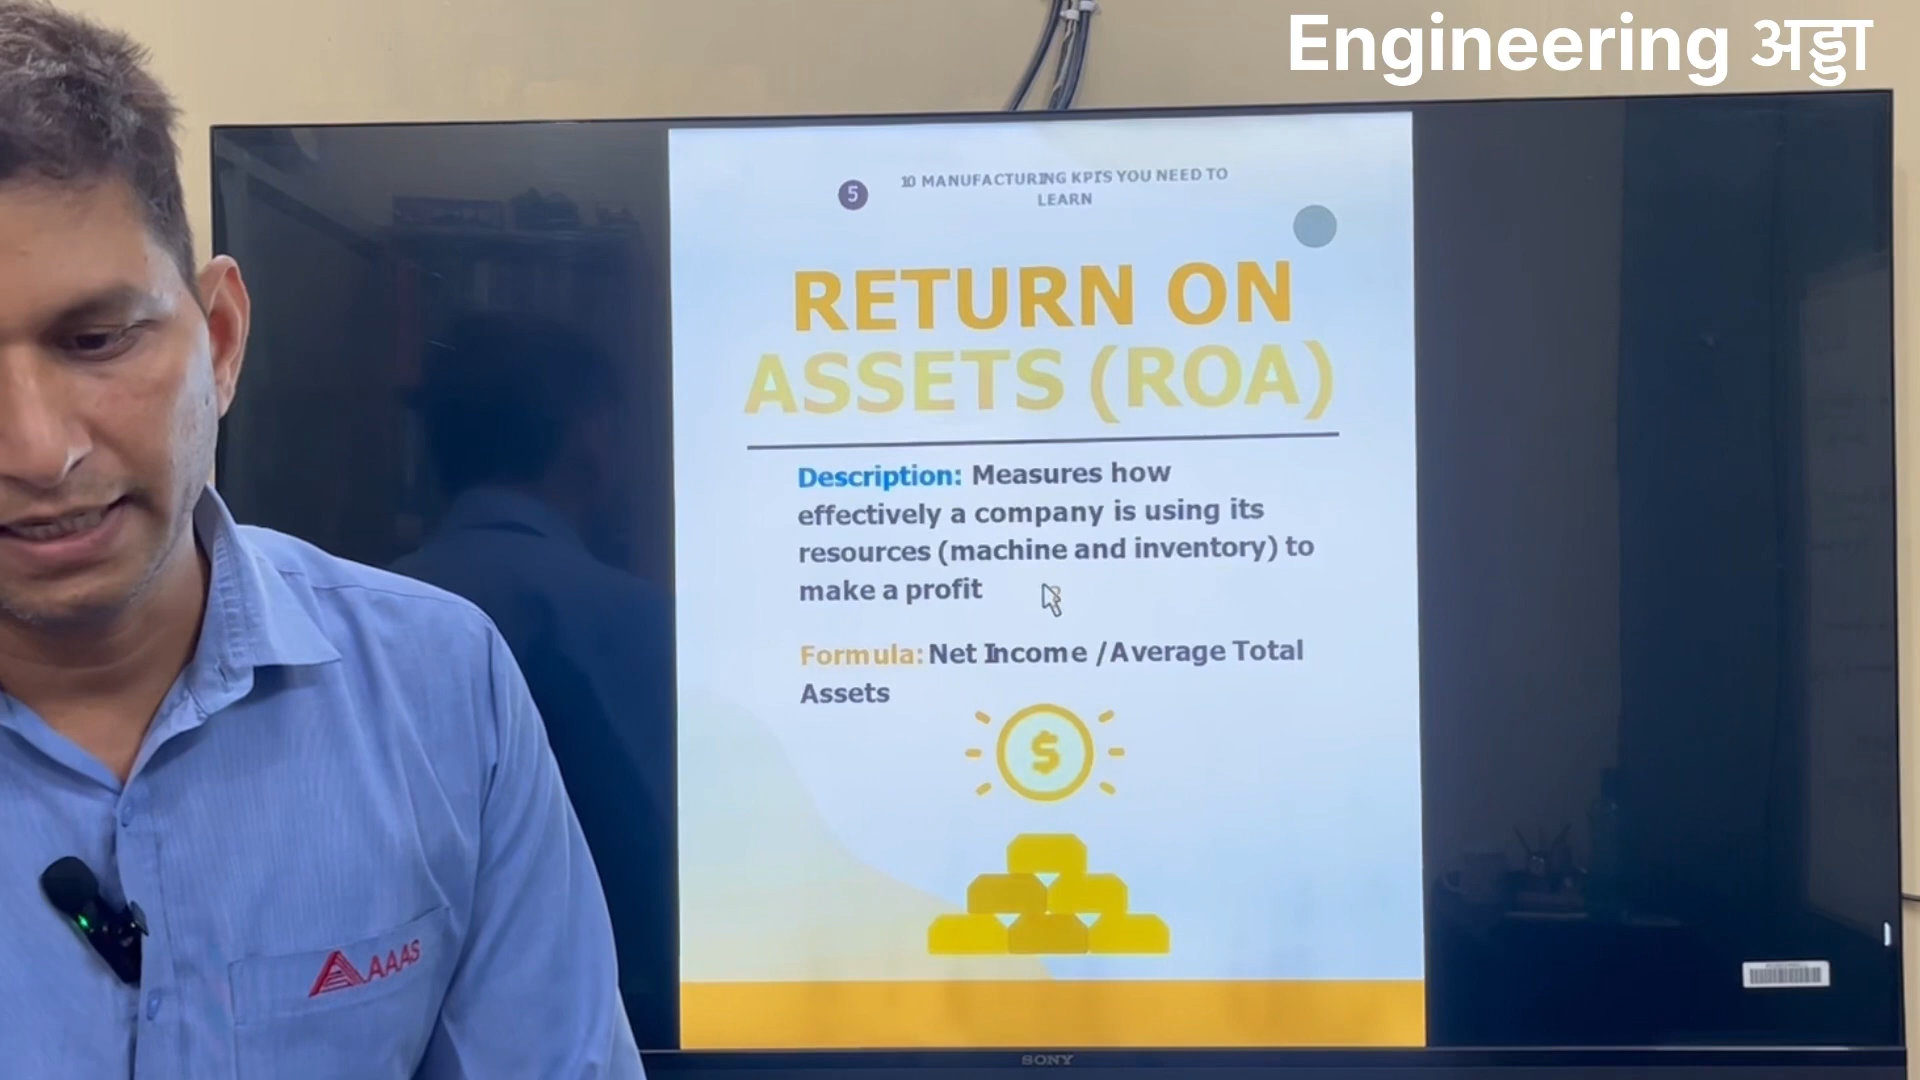 Engineering अड्डा
5
10 MANUFACTURING KPI'S YOU NEED TO
LEARN
RETURN ON
ASSETS (ROA)
Description: Measures how
effectively a company is using its
resources (machine and inventory) to
make a profit
Formula: Net Income /Average Total
Assets
$
AAAS
SONY